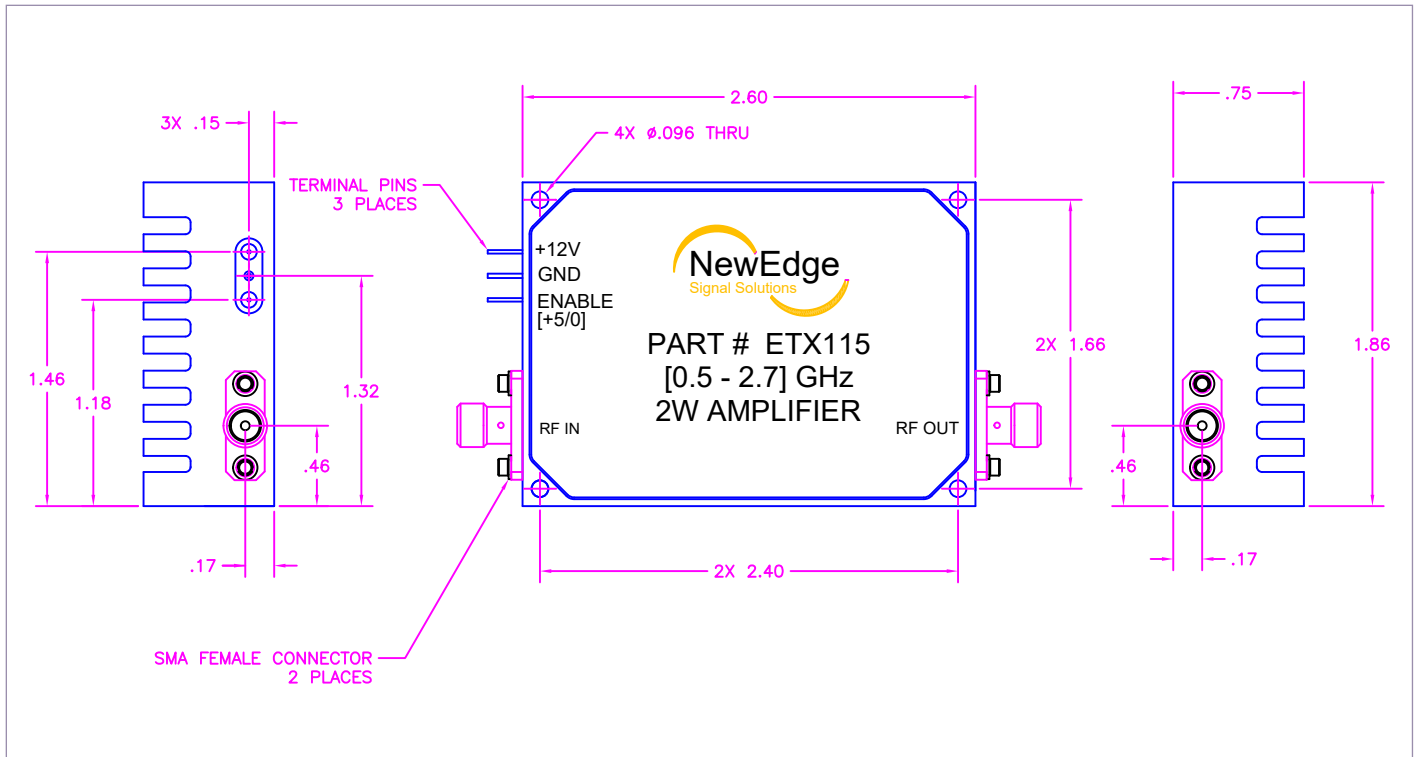 2.60
.75
3X .15
4X ⌀.096 THRU
TERMINAL PINS
3 PLACES
+12V
GND
ENABLE
[+5/0]
NewEdge
Signal Solutions
PART # ETX115
[0.5 - 2.7] GHz
2W AMPLIFIER
RF IN
RF OUT
2X 1.66
1.86
1.46
1.18
1.32
.46
.46
.17
2X 2.40
.17
SMA FEMALE CONNECTOR
2 PLACES